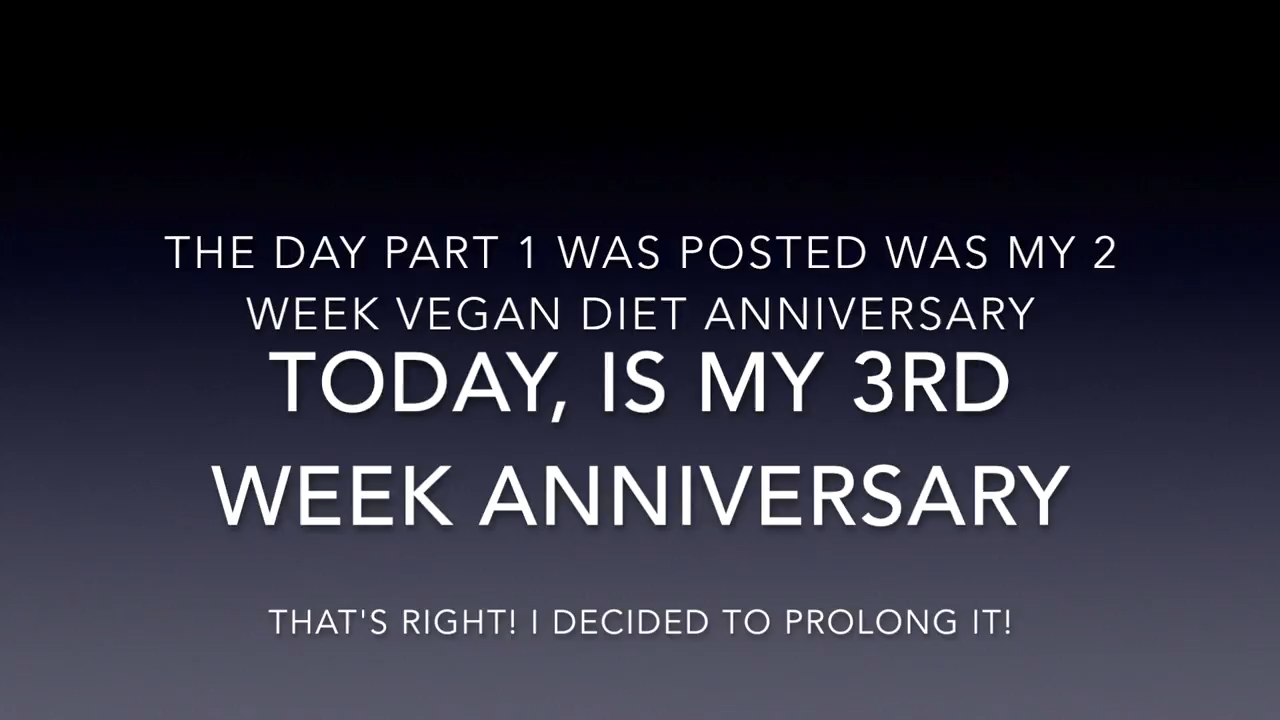 THE DAY PART 1 WAS POSTED WAS MY 2
WEEK VEGAN DIET ANNIVERSARY
TODAY, IS MY 3RD
WEEK ANNIVERSARY
THAT'S RIGHT! I DECIDED TO PROLONG IT!